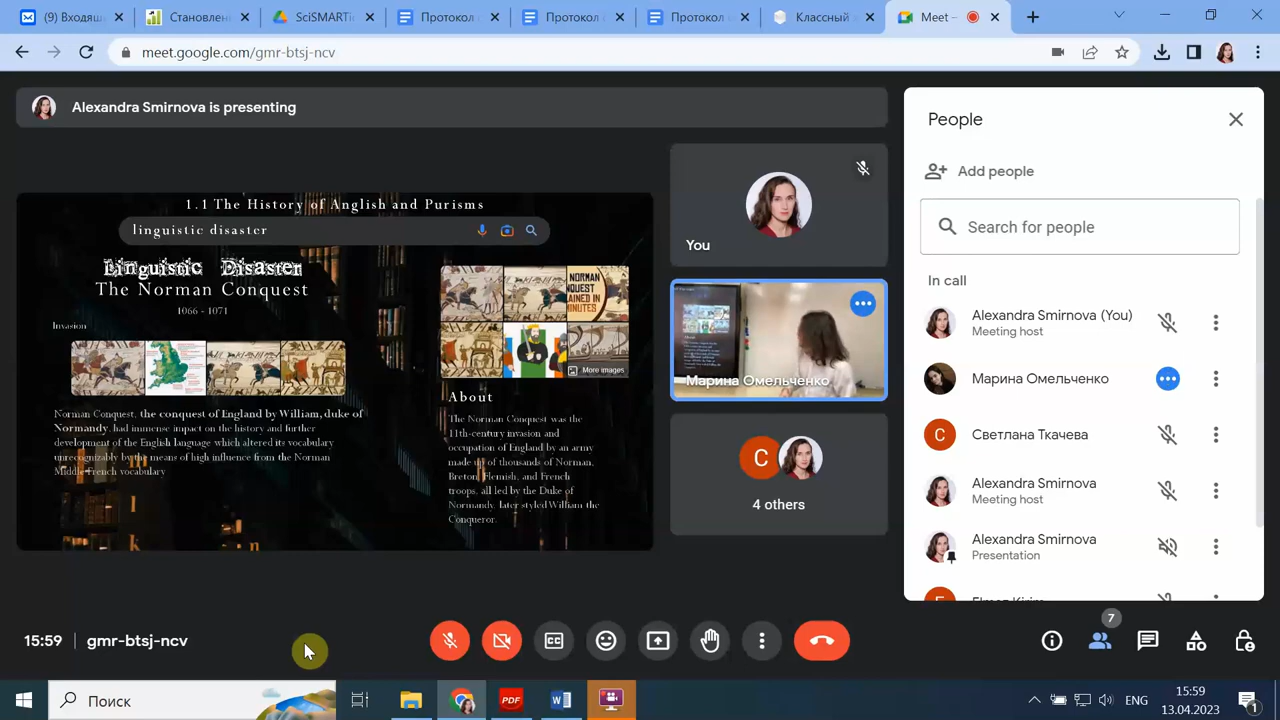 (9) Входящ
Становлен
SciSMARTi
Протокол
Протокол (
Протокол н
Классный ж
Meet –
meet.google.com/gmr-btsj-ncv
Alexandra Smirnova is presenting
1.1 The History of Anglish and Purisms
linguistic disaster
Linguistic Disaster
The Norman Conquest
1066 - 1071
Invasion
Norman Conquest, the conquest of England by William, duke of
Normandy, had immense impact on the history and further
development of the English language which altered its vocabulary
unrecognizably by the means of high influence from the Norman
Middle-French vocabulary
NORMAN
More images
About
The Norman Conquest was the
11th-century invasion and
occupation of England by an army
made up of thousands of Norman,
Breton, Flemish, and French
troops, all led by the Duke of
Normandy, later styled William the
Conqueror.
You
Марина Омельченко
C
4 others
People
Add people
Search for people
In call
Alexandra Smirnova (You)
Meeting host
Марина Омельченко
C
Светлана Ткачева
Alexandra Smirnova
Meeting host
Alexandra Smirnova
Presentation
15:59
gmr-btsj-ncv
7
Поиск
PDF
ENG
15:59
13.04.2023
1